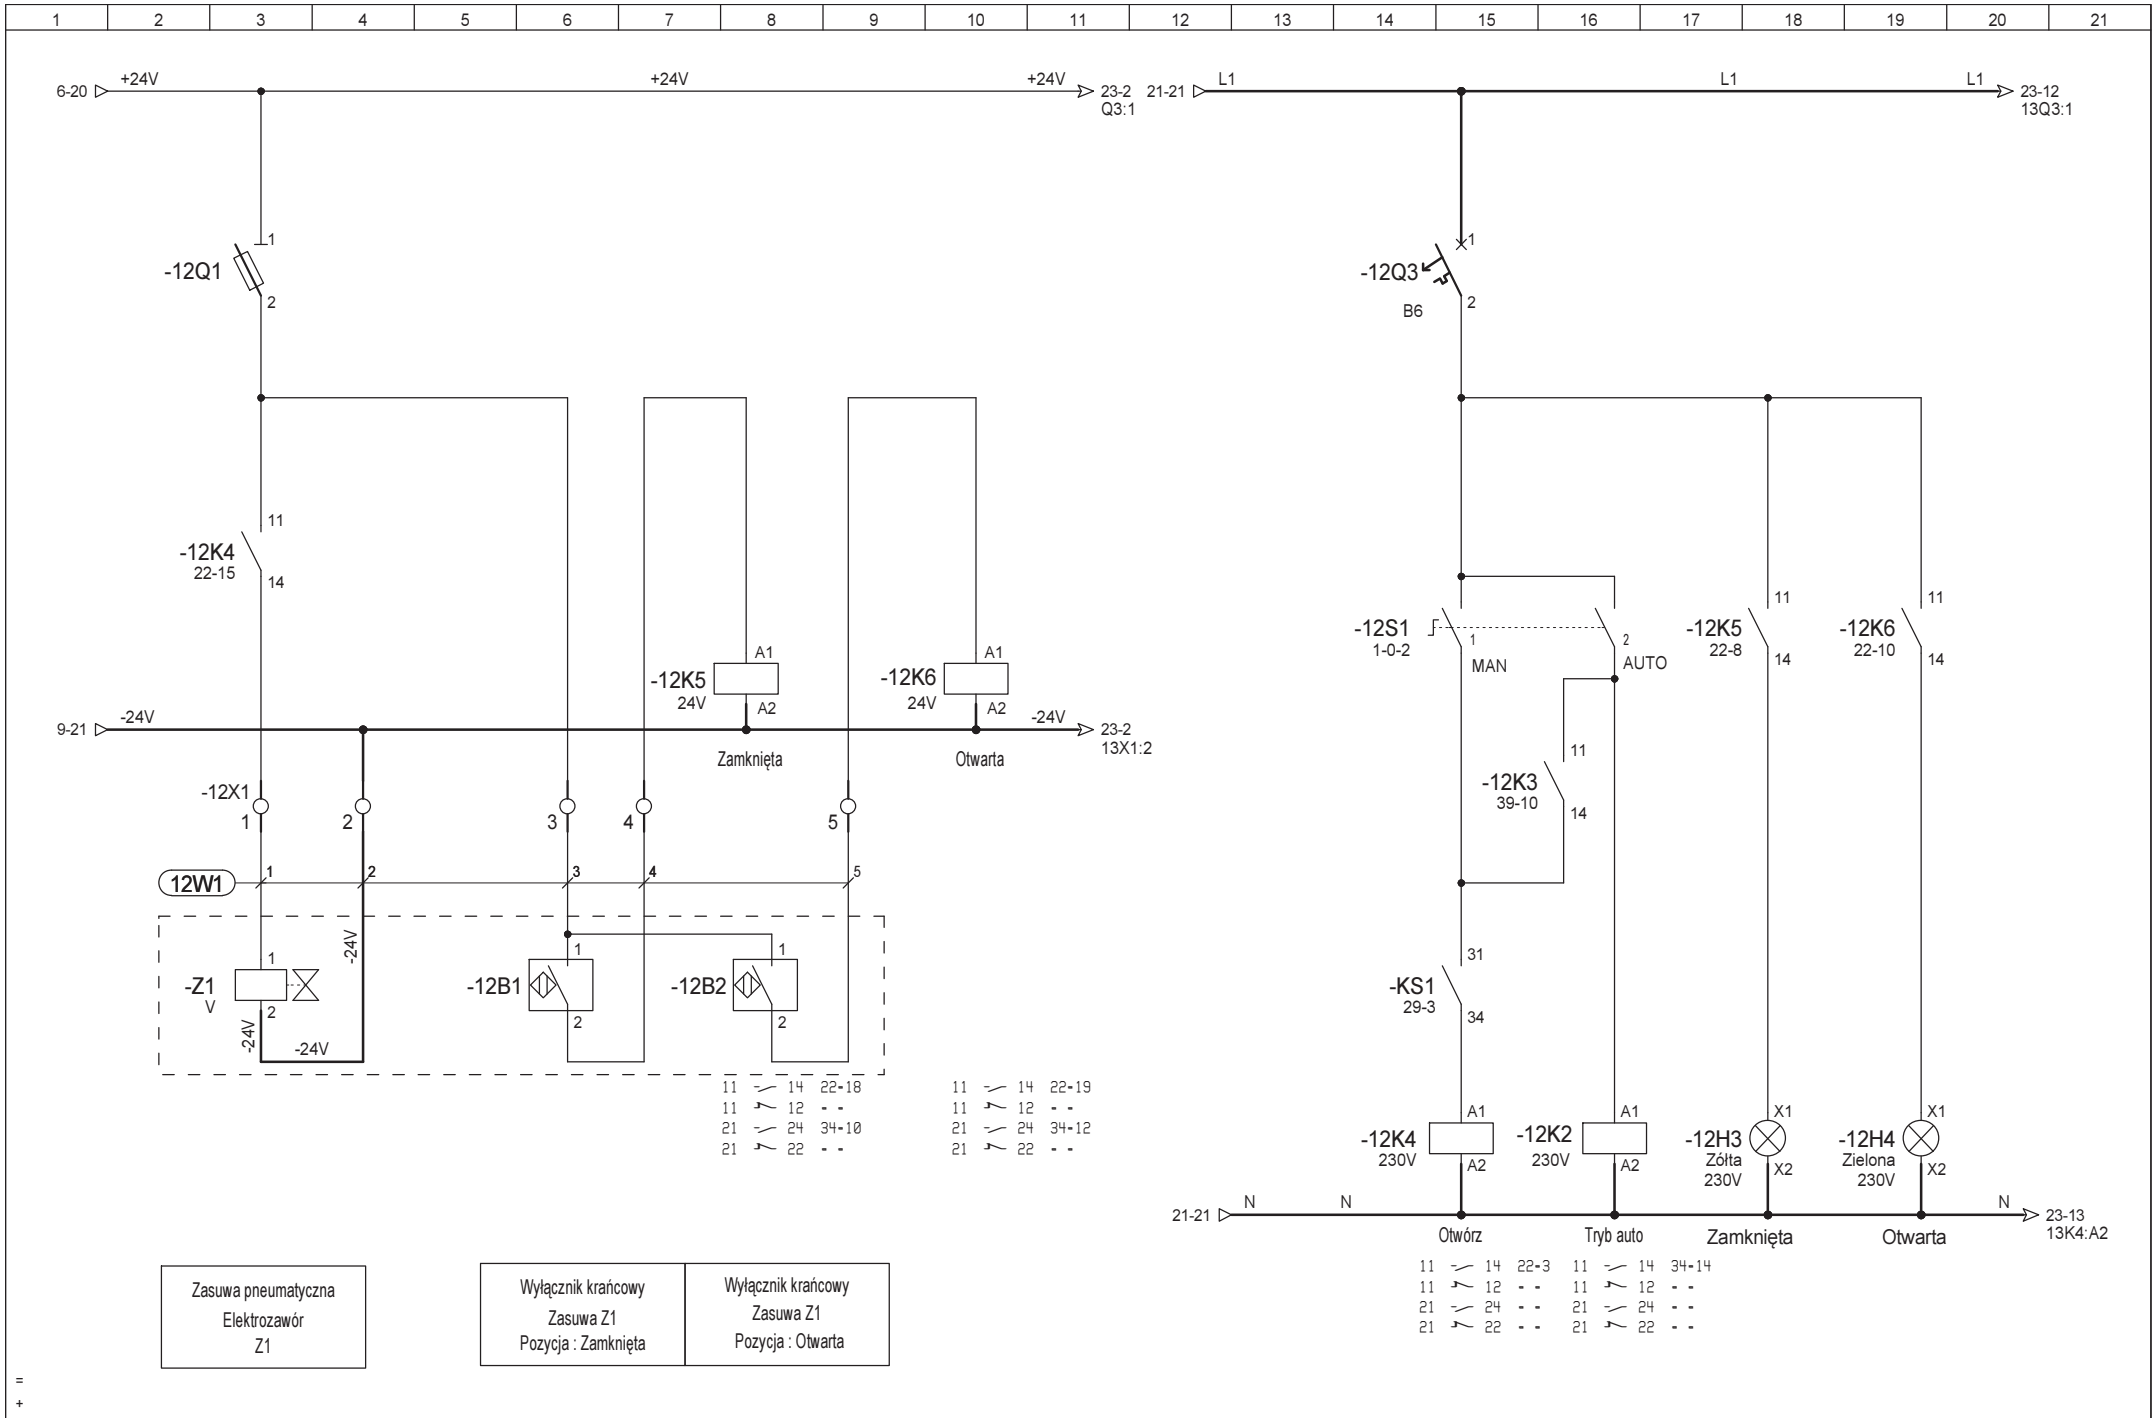 1 2 3 4 5 6 7 8 9 10 11 12 13 14 15 16 17 18 19 20 21
6-20 +24V +24V +24V 23-2
Q3:1
21-21 L1 L1 L1 23-12
13Q3:1
-12Q1
1
2
-12Q3
B6
1
2
-12K4
22-15
11
14
-12K5
24V
A1
A2
-12K6
24V
A1
A2
9-21 -24V -24V 23-2
13X1:2
Zamknięta
Otwarta
-12S1
1-0-2
1
MAN
2
AUTO
-12K5
22-8
11
14
-12K6
22-10
11
14
-12K3
39-10
11
14
-12X1
1 2 3 4 5
12W1 1 2 3 4 5
-24V
-Z1
V
1
2
-24V
-24V
-12B1
1
2
-12B2
1
2
-KS1
29-3
31
34
11 14 22-18
11 12 - -
21 24 34-10
21 22 - -
11 14 22-19
11 12 - -
21 24 34-12
21 22 - -
-12K4
230V
A1
A2
-12K2
230V
A1
A2
-12H3
Zółta
230V
X1
X2
-12H4
Zielona
230V
X1
X2
21-21 N N N 23-13
13K4:A2
Otwórz
Tryb auto
Zamknięta
Otwarta
11 14 22-3
11 12 - -
21 24 - -
21 22 - -
11 14 34-14
11 12 - -
21 24 - -
21 22 - -
Zasuwa pneumatyczna
Elektrozawór
Z1
Wyłącznik krańcowy
Zasuwa Z1
Pozycja : Zamknięta
Wyłącznik krańcowy
Zasuwa Z1
Pozycja : Otwarta
=
+